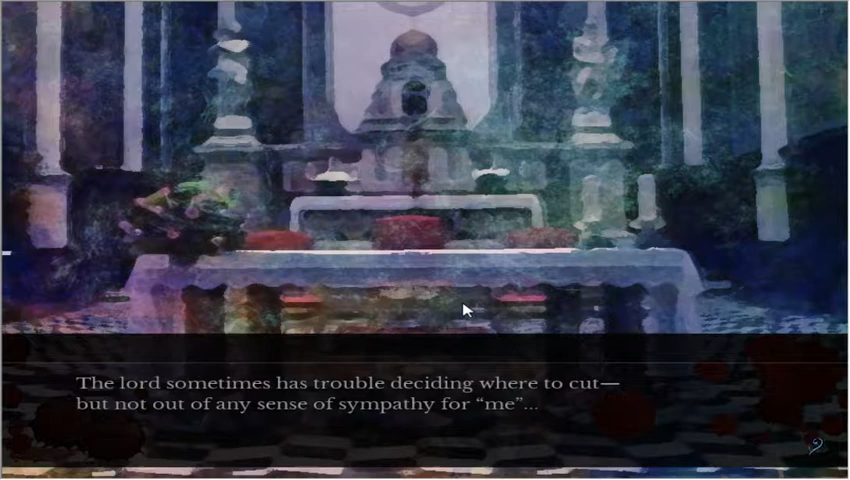 The lord sometimes has trouble deciding where to cut—
but not out of any sense of sympathy for “me”...